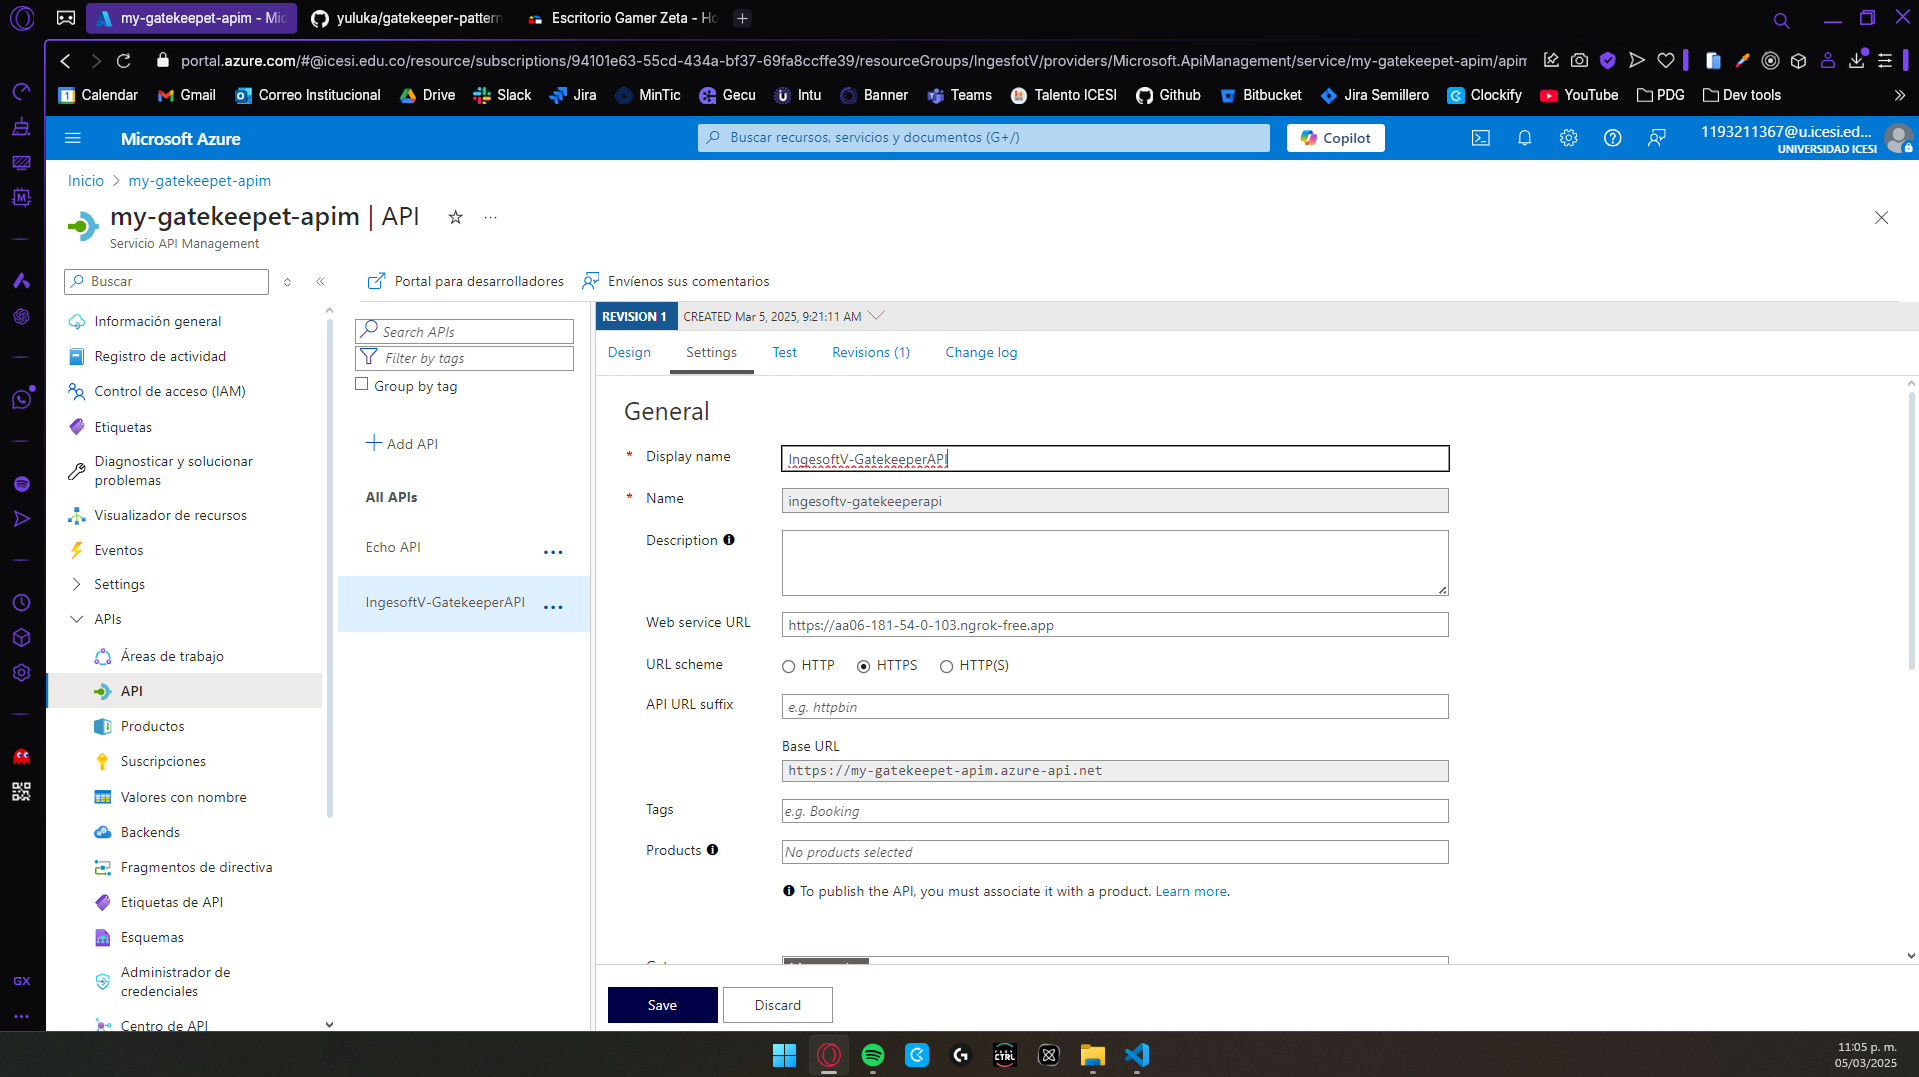 my-gatekeepet-apim - Mic
yuluka/gatekeeper-pattern
Escritorio Gamer Zeta - Ho
portal.azure.com/#@icesi.edu.co/resource/subscriptions/94101e63-55cd-434a-bf37-69fa8ccffe39/resourceGroups/IngesfotV/providers/Microsoft.ApiManagement/service/my-gatekeepet-apim/apim
Calendar
Gmail
Correo Institucional
Drive
Slack
Jira
MinTic
Gecu
Intu
Banner
Teams
Talento ICESI
Github
Bitbucket
Jira Semillero
Clockify
YouTube
PDG
Dev tools
Microsoft Azure
Buscar recursos, servicios y documentos (G+/)
Copilot
1193211367@u.icesi.ed...
UNIVERSIDAD ICESI
Inicio > my-gatekeepet-apim
my-gatekeepet-apim | API
Servicio API Management
Buscar
Portal para desarrolladores
Envíenos sus comentarios
Información general
Registro de actividad
Control de acceso (IAM)
Etiquetas
Diagnosticar y solucionar
problemas
Visualizador de recursos
Eventos
Settings
APIs
Áreas de trabajo
API
Productos
Suscripciones
Valores con nombre
Backends
Fragmentos de directiva
Etiquetas de API
Esquemas
Administrador de
credenciales
Centro de API
Search APIs
Filter by tags
Group by tag
Add API
All APIs
Echo API
IngesoftV-GatekeeperAPI
REVISION 1
CREATED Mar 5, 2025, 9:21:11 AM
Design
Settings
Test
Revisions (1)
Change log
General
* Display name
IngesoftV-GatekeeperAPI
* Name
ingesoftv-gatekeeperapi
Description
Web service URL
https://aa06-181-54-0-103.ngrok-free.app
URL scheme
HTTP
HTTPS
HTTP(S)
API URL suffix
e.g. httpbin
Base URL
https://my-gatekeepet-apim.azure-api.net
Tags
e.g. Booking
Products
No products selected
To publish the API, you must associate it with a product. Learn more.
Save
Discard
GX
CTRL
11:05 p. m.
05/03/2025